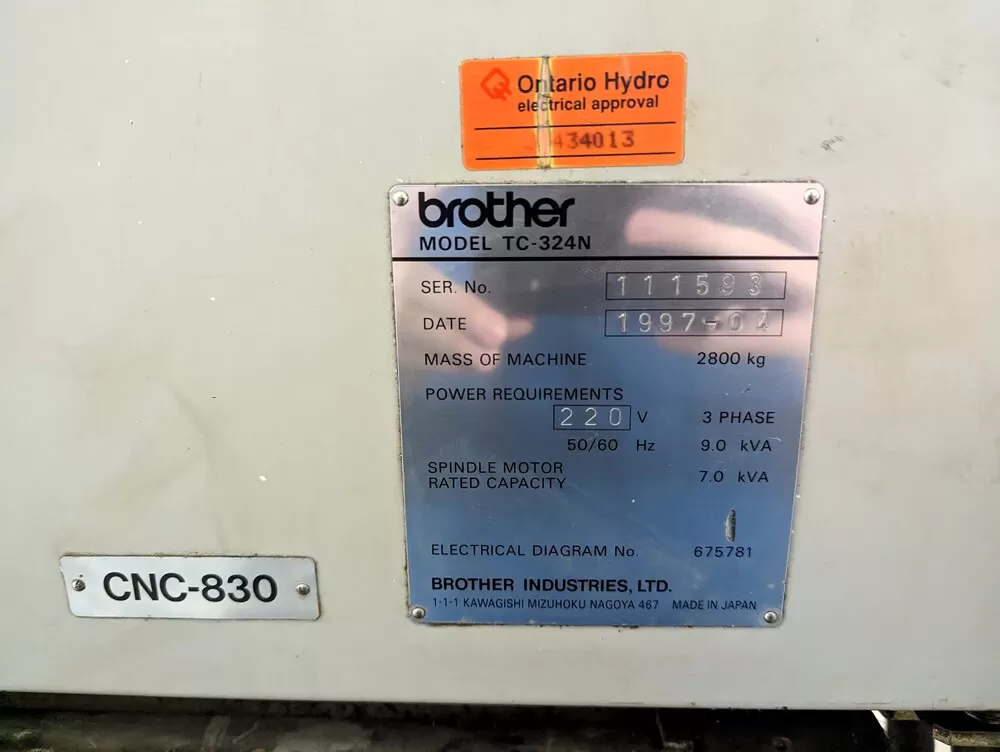 Ontario Hydro
electrical approval
434013
brother
MODEL TC-324N
SER. No. 111593
DATE 1997-04
MASS OF MACHINE 2800 kg
POWER REQUIREMENTS
220 V 3 PHASE
50/60 Hz 9.0 kVA
SPINDLE MOTOR
RATED CAPACITY 7.0 kVA
ELECTRICAL DIAGRAM No. 675781
BROTHER INDUSTRIES, LTD.
1-1-1 KAWAGISHI MIZUHOKU NAGOYA 467 MADE IN JAPAN
CNC-830